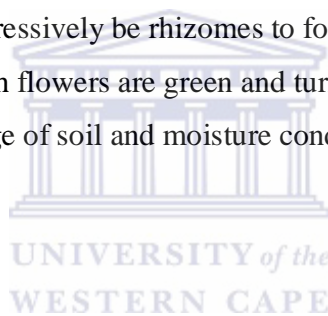 ressively be rhizomes to fo
n flowers are green and tur
ge of soil and moisture cond
UNIVERSITY of the
WESTERN CAPE